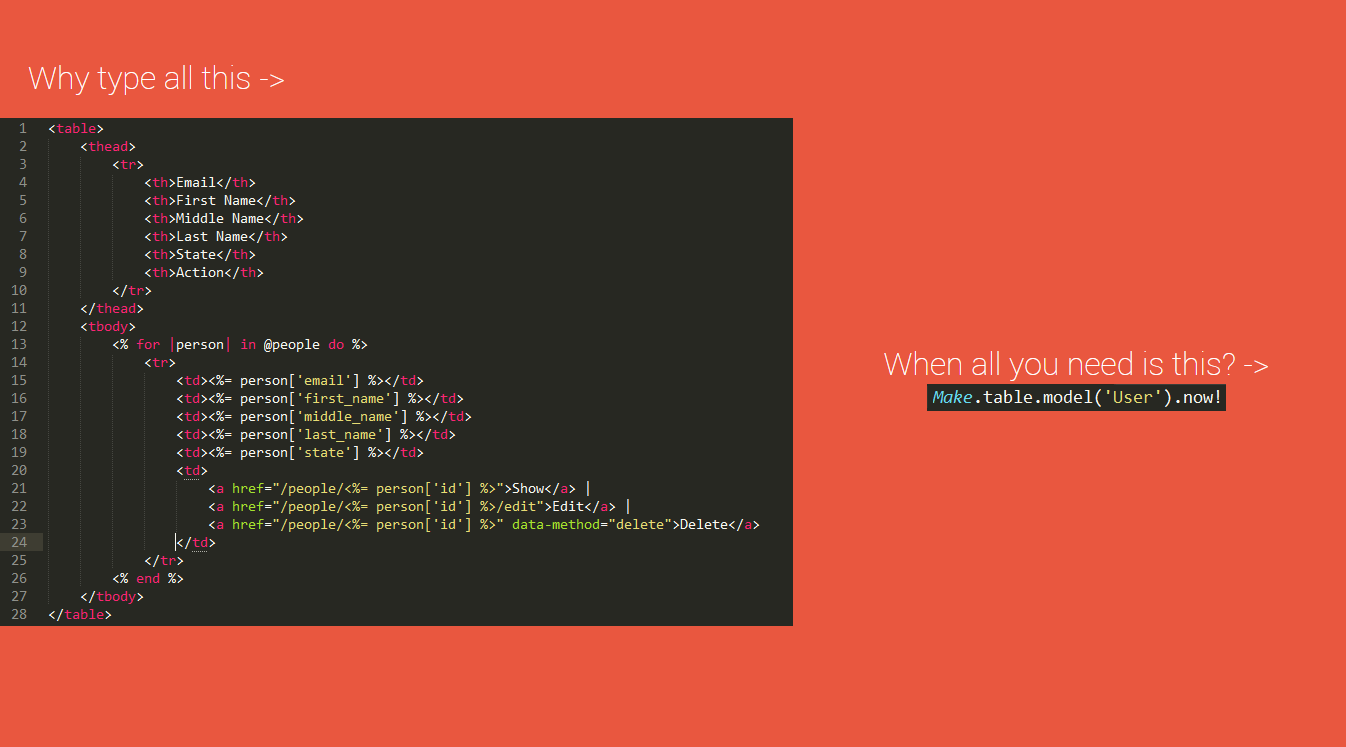 Why type all this ->
1 <table>
2     <thead>
3         <tr>
4             <th>Email</th>
5             <th>First Name</th>
6             <th>Middle Name</th>
7             <th>Last Name</th>
8             <th>State</th>
9             <th>Action</th>
10         </tr>
11     </thead>
12     <tbody>
13         <% for |person| in @people do %>
14             <tr>
15                 <td><%= person['email'] %></td>
16                 <td><%= person['first_name'] %></td>
17                 <td><%= person['middle_name'] %></td>
18                 <td><%= person['last_name'] %></td>
19                 <td><%= person['state'] %></td>
20                 <td>
21                     <a href="/people/<%= person['id'] %>">Show</a> |
22                     <a href="/people/<%= person['id'] %>/edit">Edit</a> |
23                     <a href="/people/<%= person['id'] %>" data-method="delete">Delete</a>
24                 </td>
25             </tr>
26         <% end %>
27     </tbody>
28 </table>
When all you need is this? ->
Make.table.model('User').now!